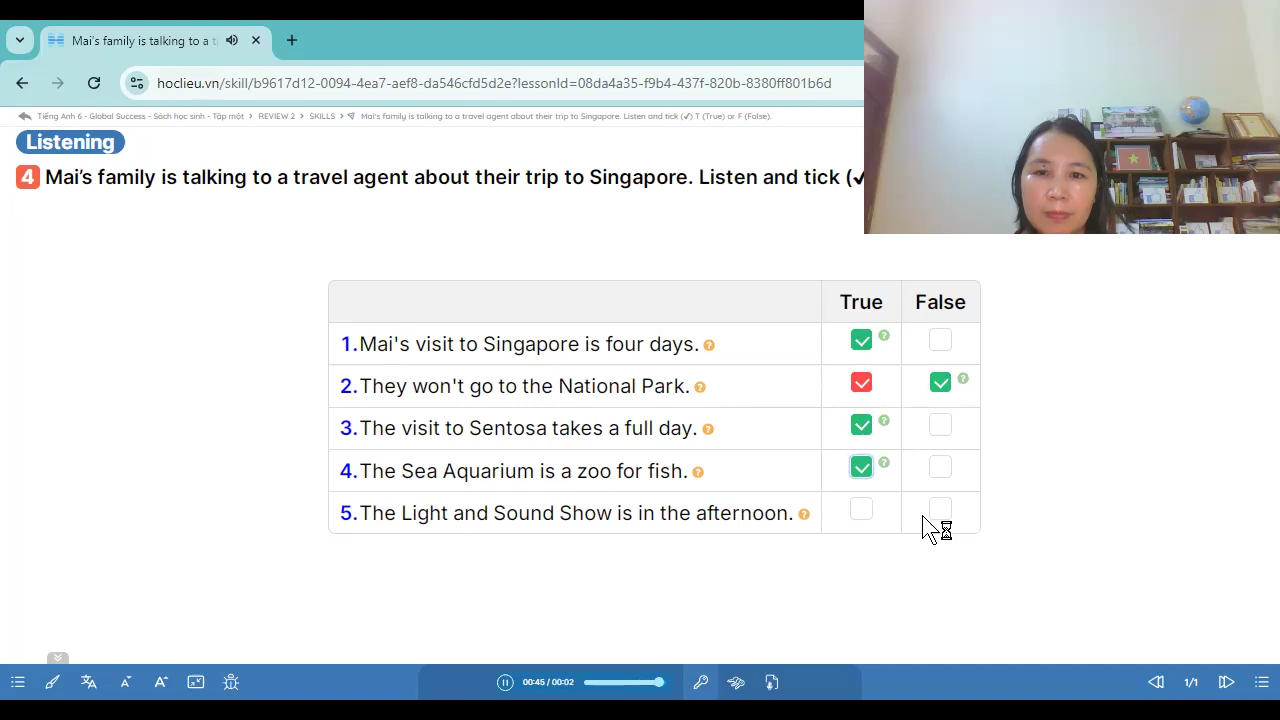 Mai's family is talking to a t
hoclieu.vn/skill/b9617d12-0094-4ea7-aef8-da546cfd5d2e?lessonId=08da4a35-f9b4-437f-820b-8380ff801b6d
Tiếng Anh 6 - Global Success - Sách học sinh - Tập một > REVIEW 2 > SKILLS > Mai's family is talking to a travel agent about their trip to Singapore. Listen and tick (✓) T (True) or F (False).
Listening
4 Mai's family is talking to a travel agent about their trip to Singapore. Listen and tick (✓
True False
1. Mai's visit to Singapore is four days.
2. They won't go to the National Park.
3. The visit to Sentosa takes a full day.
4. The Sea Aquarium is a zoo for fish.
5. The Light and Sound Show is in the afternoon.
00:45 / 00:02
1/1